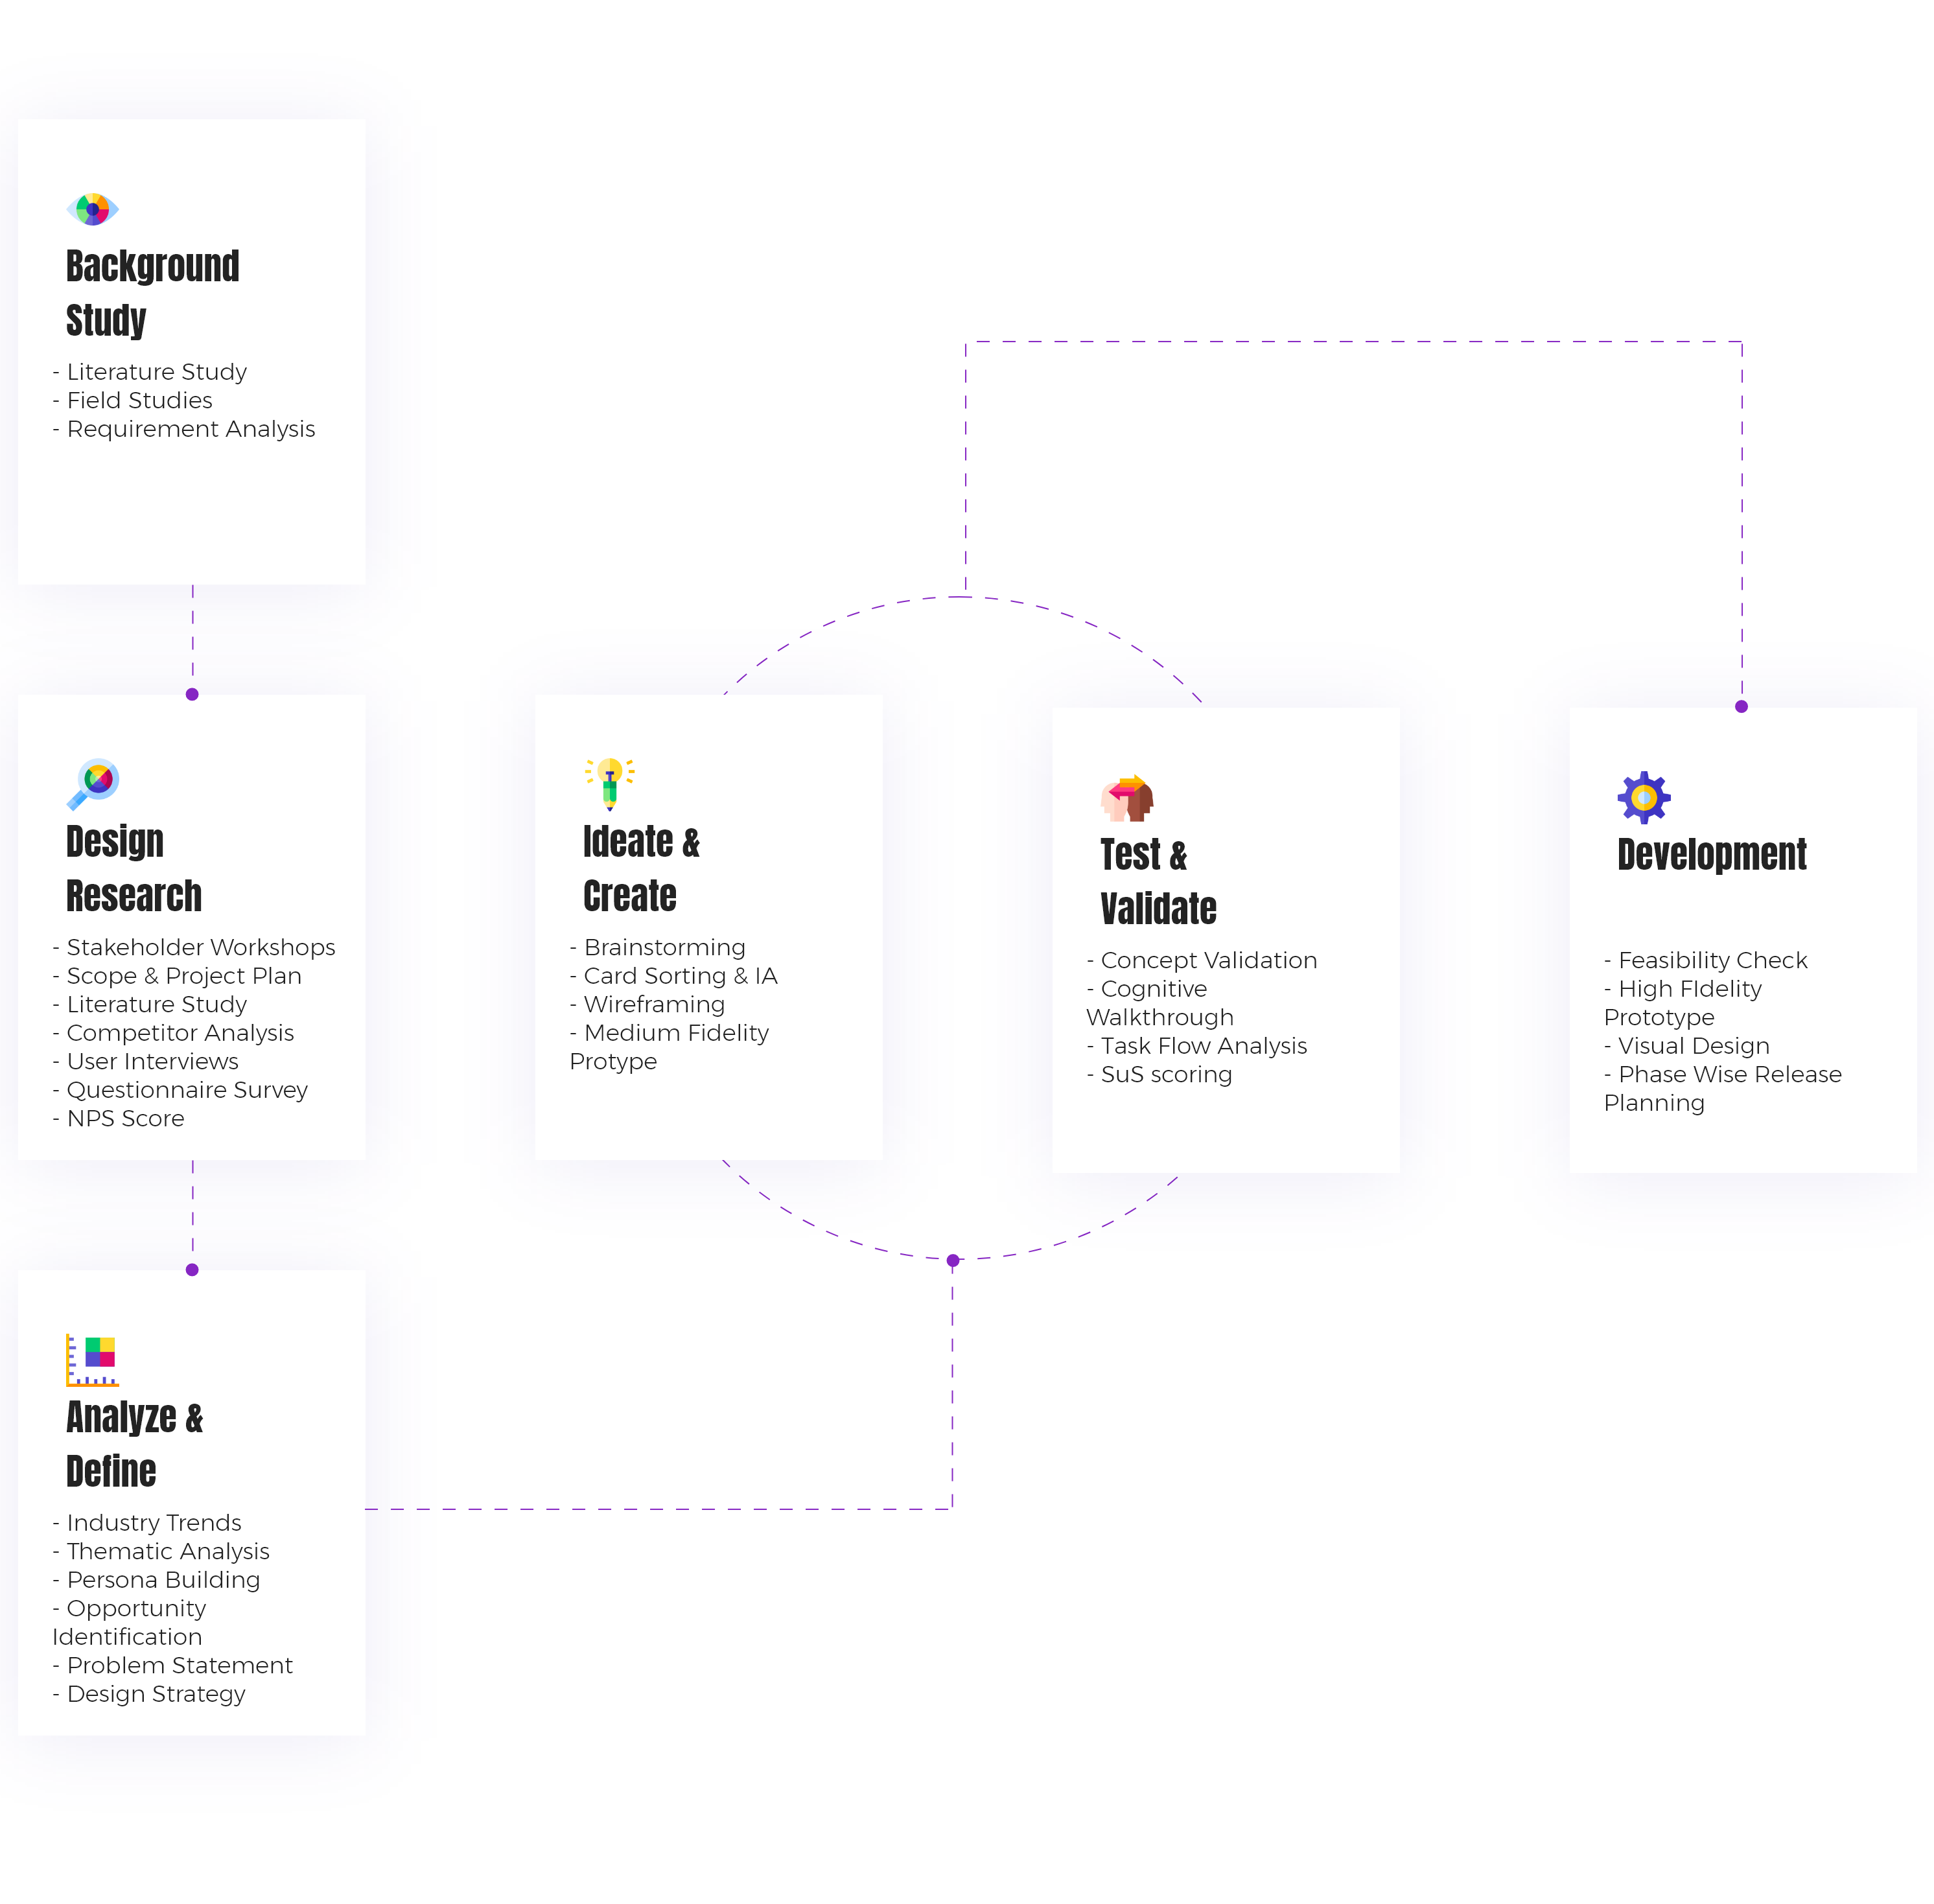 Background
Study
- Literature Study
- Field Studies
- Requirement Analysis
Design
Research
- Stakeholder Workshops
- Scope & Project Plan
- Literature Study
- Competitor Analysis
- User Interviews
- Questionnaire Survey
- NPS Score
Analyze &
Define
- Industry Trends
- Thematic Analysis
- Persona Building
- Opportunity
Identification
- Problem Statement
- Design Strategy
Ideate &
Create
- Brainstorming
- Card Sorting & IA
- Wireframing
- Medium Fidelity
Protype
Test &
Validate
- Concept Validation
- Cognitive
Walkthrough
- Task Flow Analysis
- SuS scoring
Development
- Feasibility Check
- High FIdelity
Prototype
- Visual Design
- Phase Wise Release
Planning